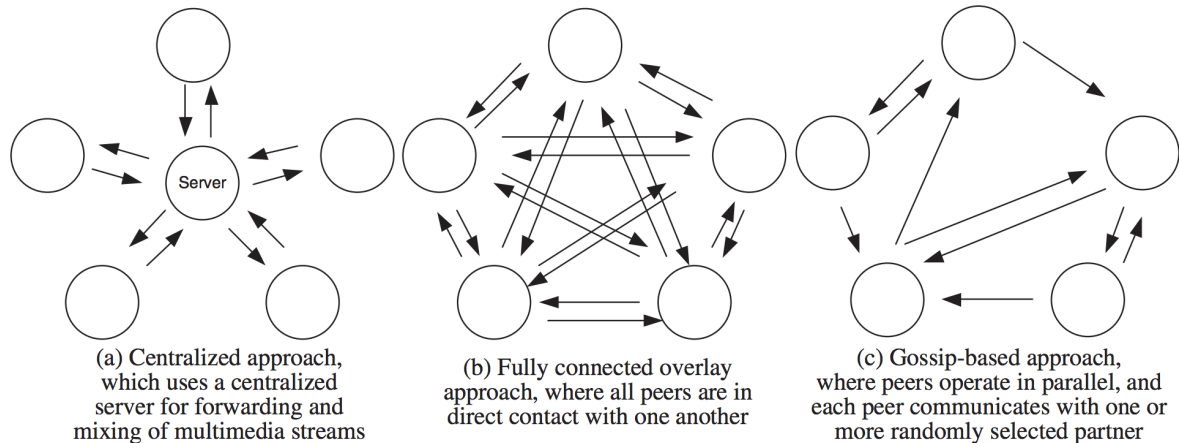 Server
(a) Centralized approach,
which uses a centralized
server for forwarding and
mixing of multimedia streams
(b) Fully connected overlay
approach, where all peers are in
direct contact with one another
(c) Gossip-based approach,
where peers operate in parallel, and
each peer communicates with one or
more randomly selected partner